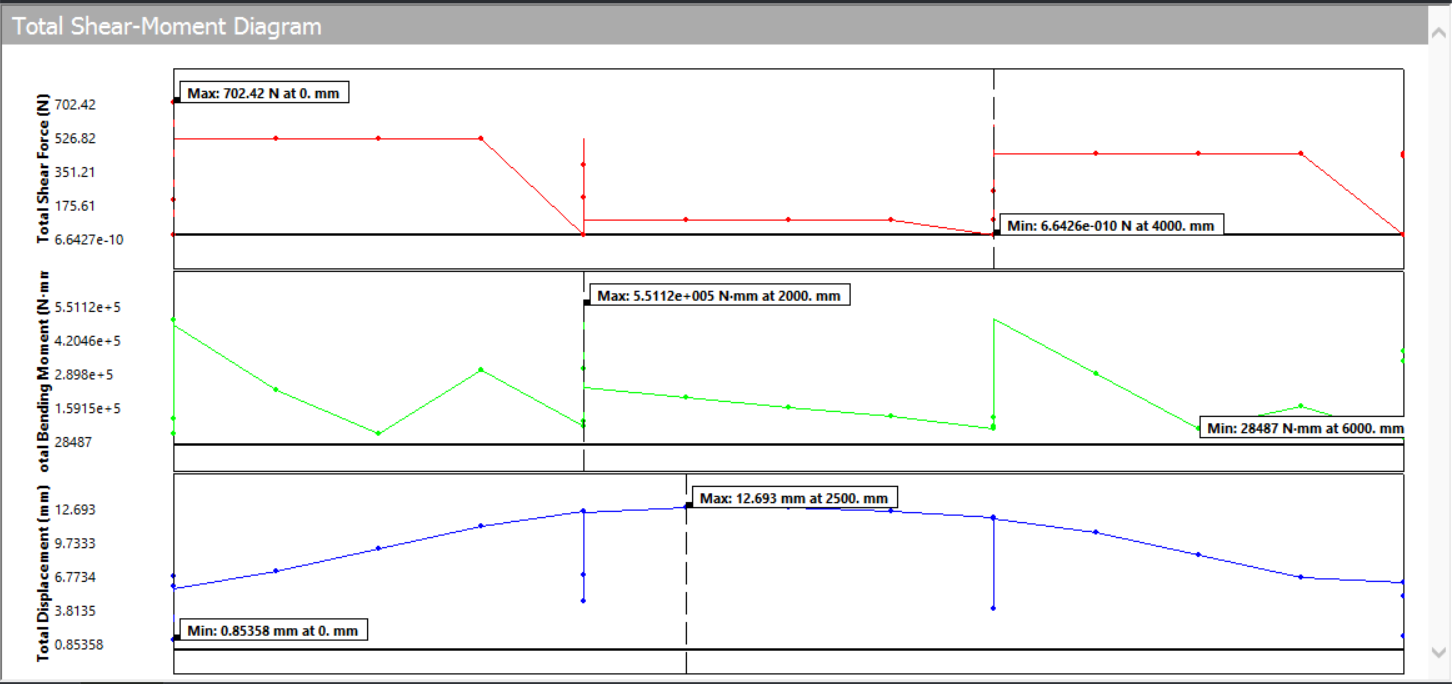 Total Shear-Moment Diagram
Total Shear Force (N)
702.42
526.82
351.21
175.61
6.6427e-10
Max: 702.42 N at 0. mm
Min: 6.6426e-010 N at 4000. mm
otal Bending Moment (N·mr
5.5112e+5
4.2046e+5
2.898e+5
1.5915e+5
28487
Max: 5.5112e+005 N·mm at 2000. mm
Min: 28487 N·mm at 6000. mm
Total Displacement (mm)
12.693
9.7333
6.7734
3.8135
0.85358
Max: 12.693 mm at 2500. mm
Min: 0.85358 mm at 0. mm